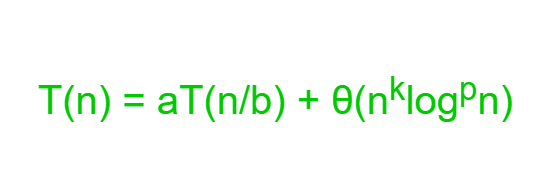 T(n) = aT(n/b) + θ(nᵏlogᵖn)